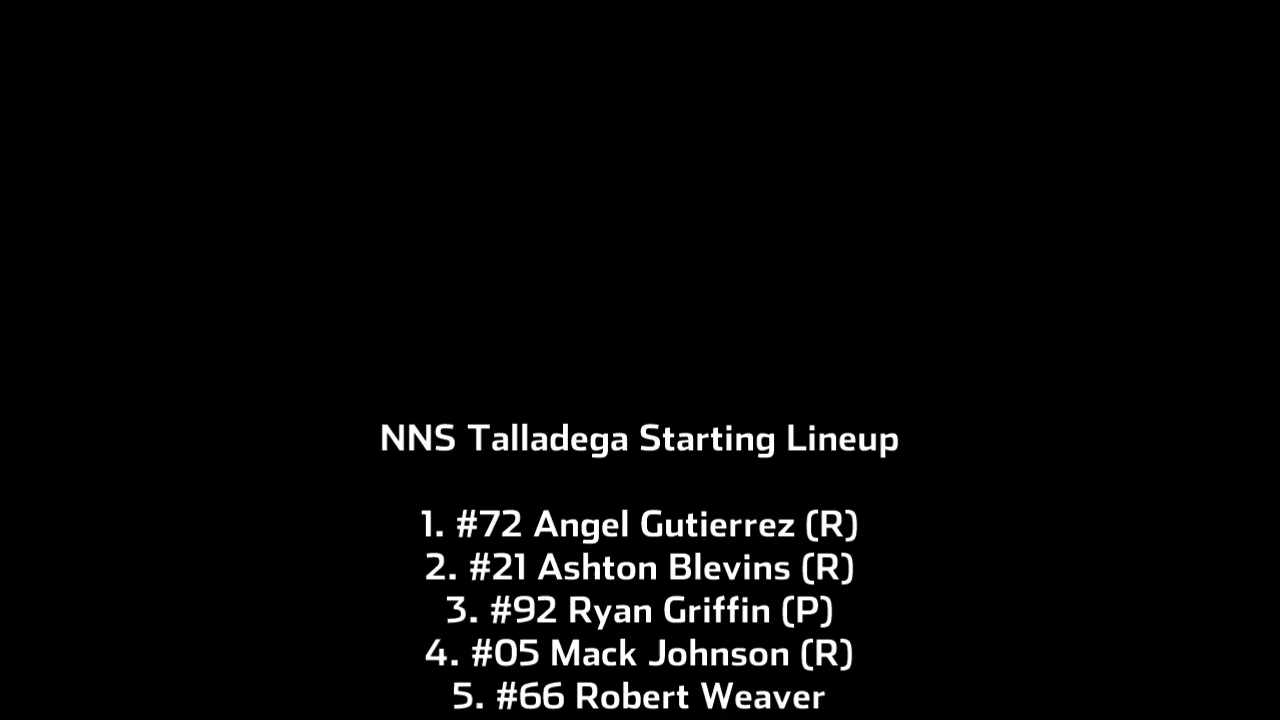 NNS Talladega Starting Lineup
1. #72 Angel Gutierrez (R)
2. #21 Ashton Blevins (R)
3. #92 Ryan Griffin (P)
4. #05 Mack Johnson (R)
5. #66 Robert Weaver